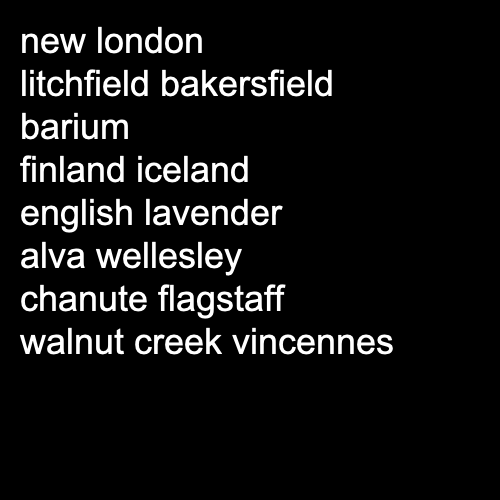 new london
litchfield bakersfield
barium
finland iceland
english lavender
alva wellesley
chanute flagstaff
walnut creek vincennes